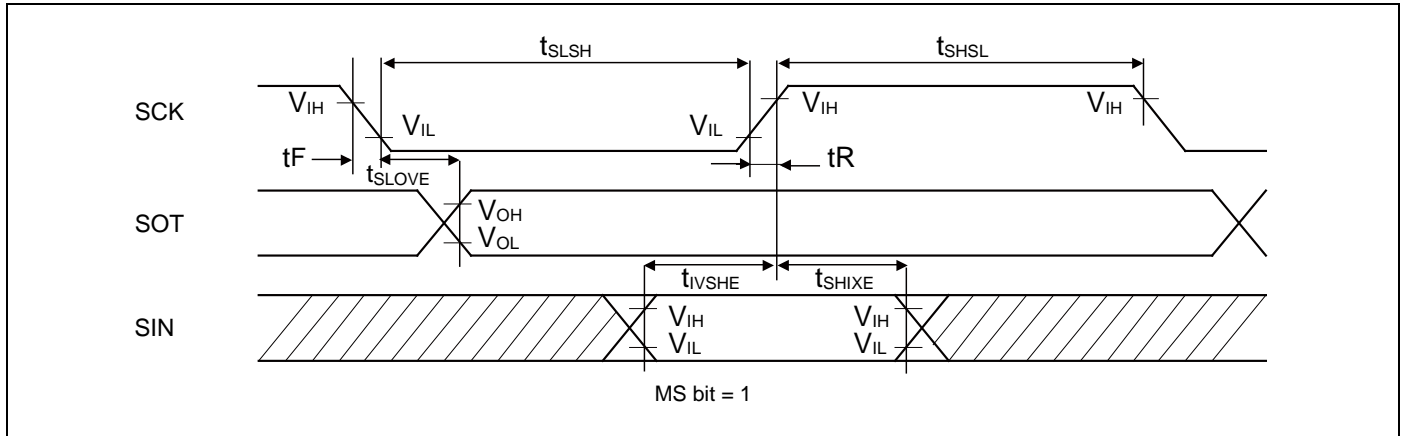 tSLSH tSHSL
SCK VIH VIL VIL VIH VIH
tF tSLOVE tR
SOT VOH
VOL
tIVSHE tSHIXE
SIN VIH VIH
VIL VIL
MS bit = 1